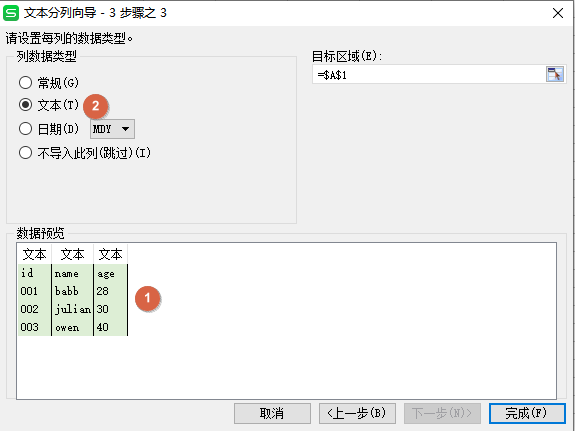 S 文本分列向导 - 3 步骤之 3
请设置每列的数据类型。
列数据类型
目标区域(E):
常规(G)
=$A$1
文本(T) 2
日期(D) MDY
不导入此列(跳过)(I)
数据预览
文本 文本 文本
id name age
001 babb 28
1
002 julian 30
003 owen 40
取消 <上一步(B) 下一步(N)> 完成(F)